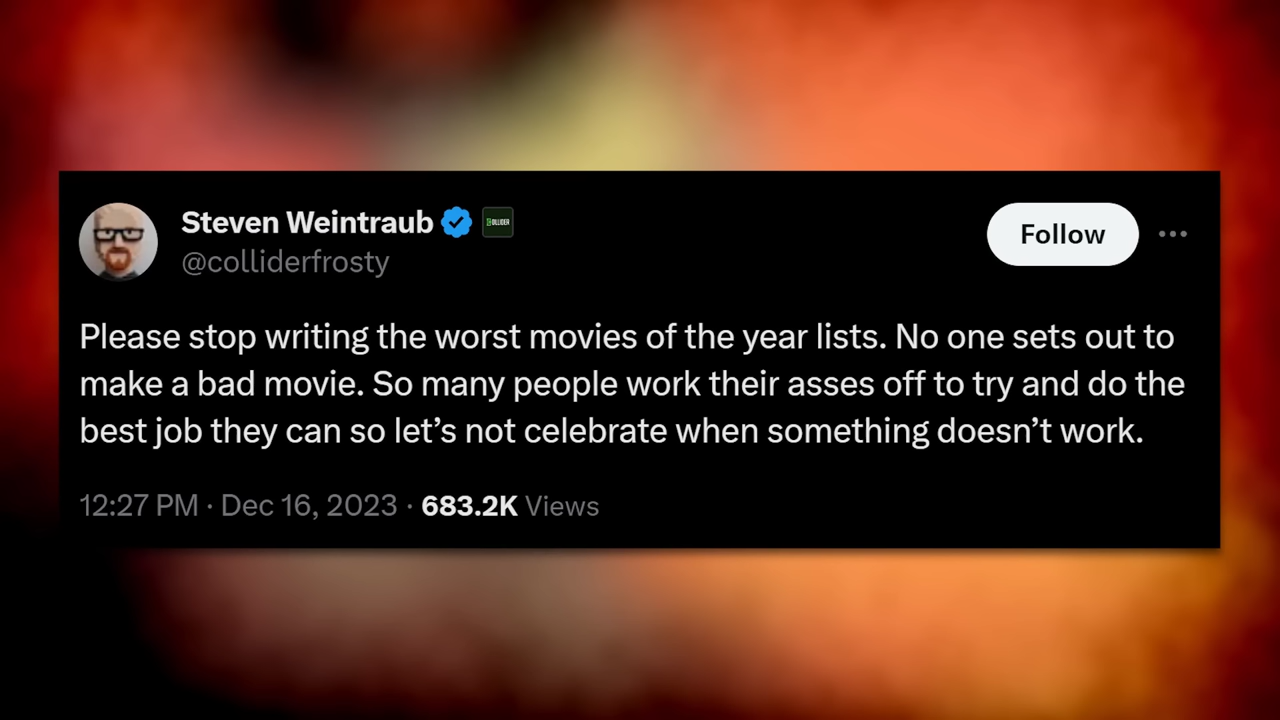 Steven Weintraub
COLLIDER
@colliderfrosty
Follow
Please stop writing the worst movies of the year lists. No one sets out to
make a bad movie. So many people work their asses off to try and do the
best job they can so let’s not celebrate when something doesn’t work.
12:27 PM · Dec 16, 2023 · 683.2K Views